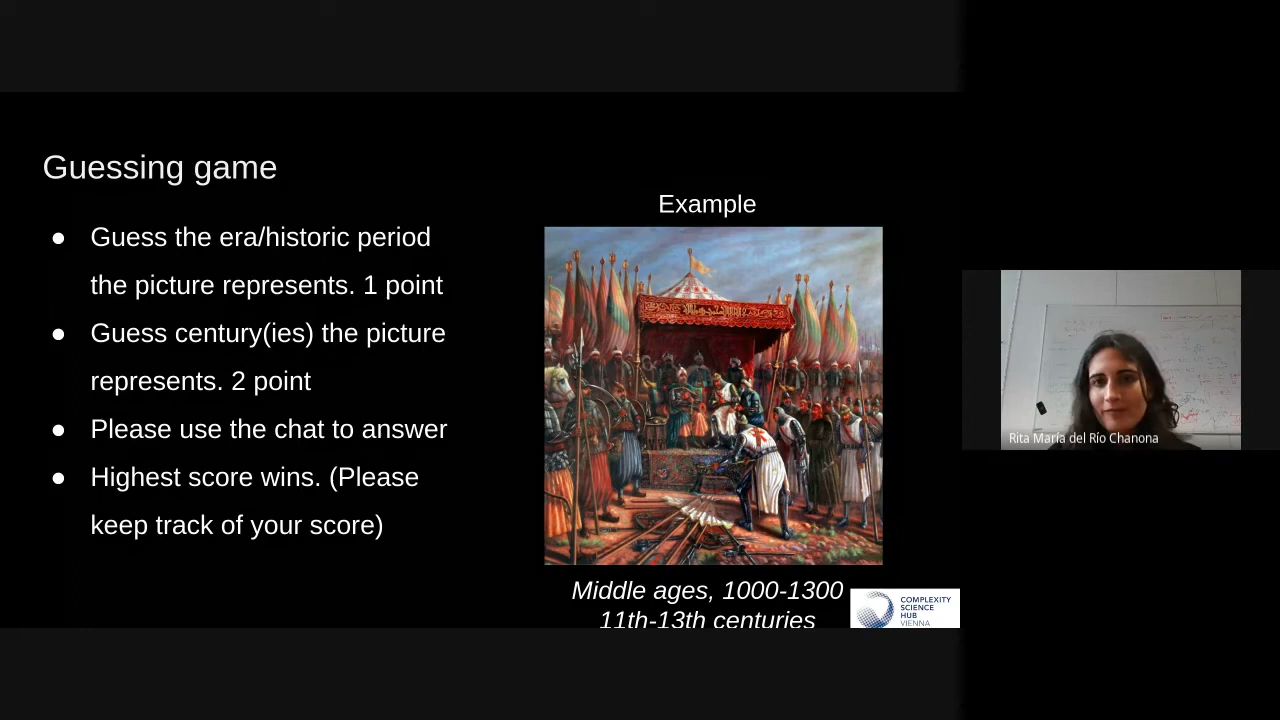 Guessing game
● Guess the era/historic period
the picture represents. 1 point
● Guess century(ies) the picture
represents. 2 point
● Please use the chat to answer
● Highest score wins. (Please
keep track of your score)
Example
Middle ages, 1000-1300
11th-13th centuries
COMPLEXITY
SCIENCE
HUB
VIENNA
Rita María del Río Chanona